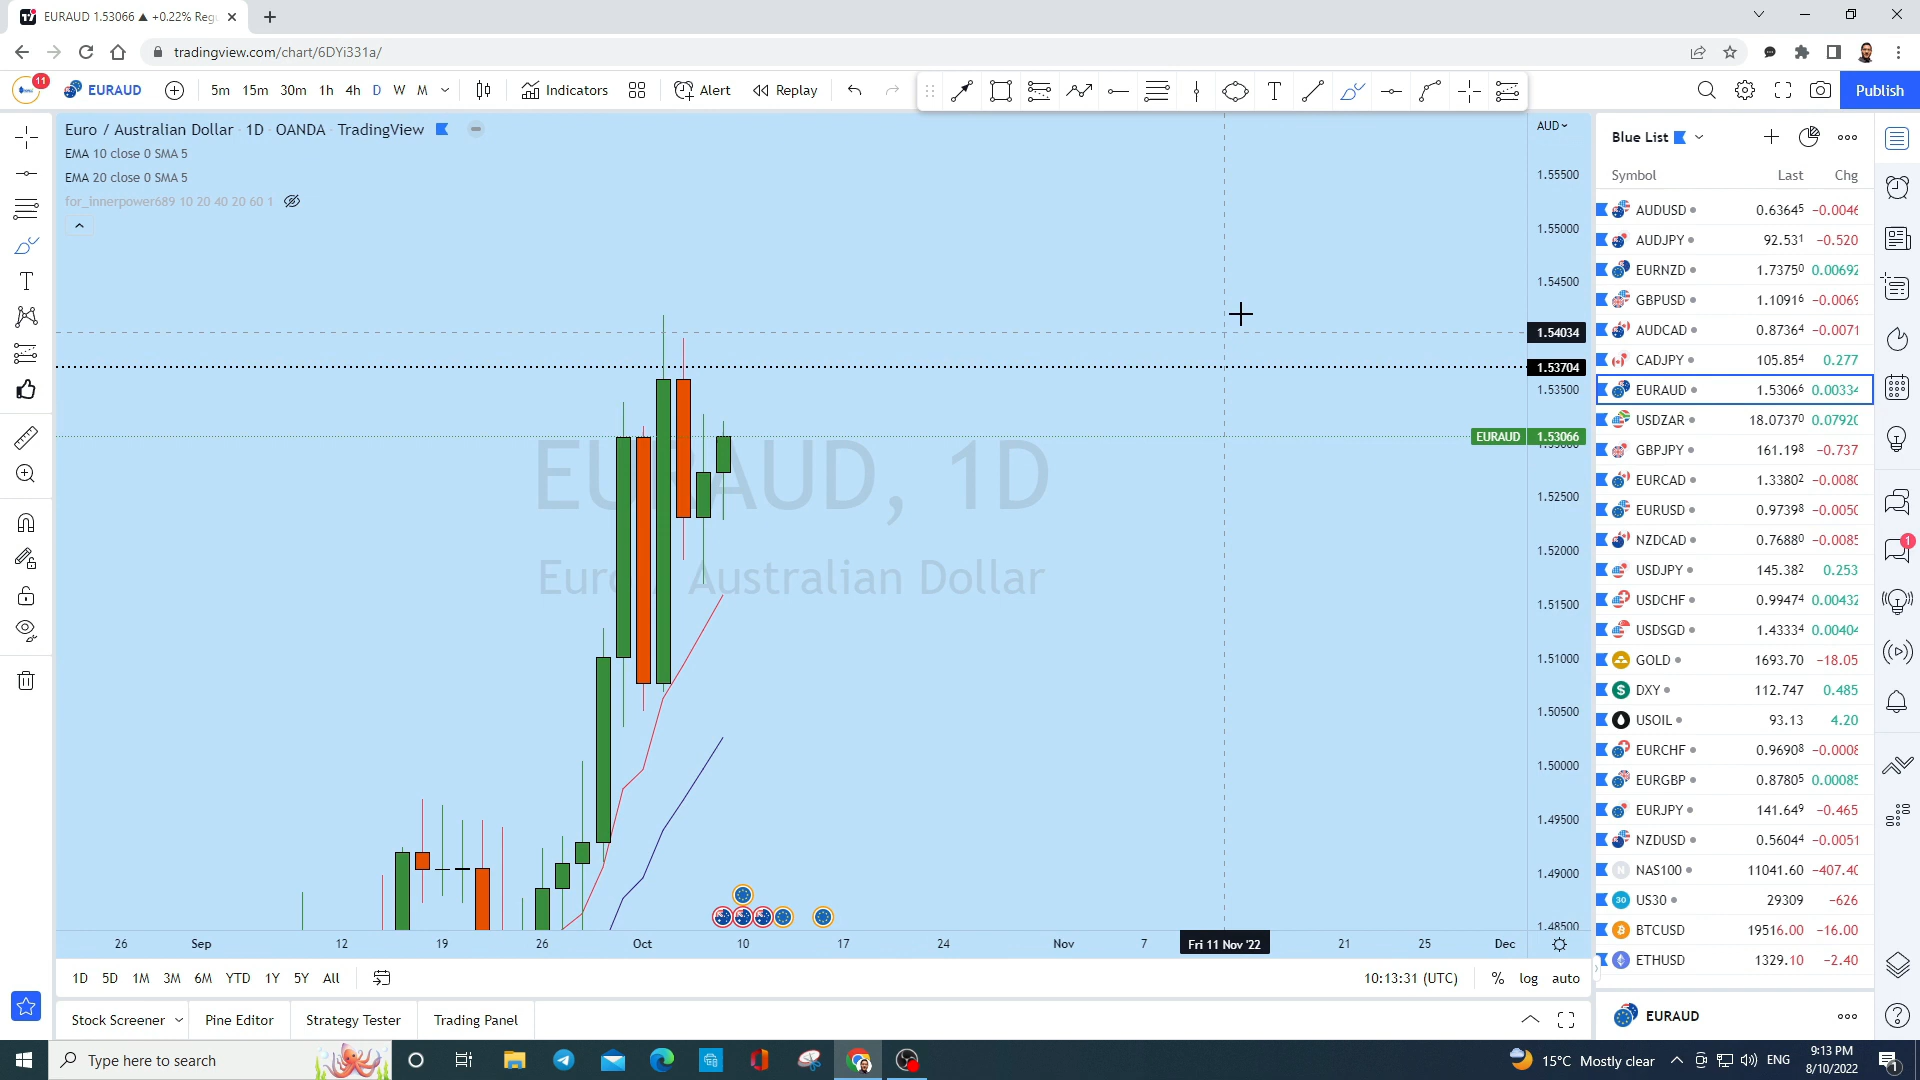 EURAUD 1.53066 ▲ +0.22% Reg
tradingview.com/chart/6DYi331a/
11
EURAUD
5m 15m 30m 1h 4h D W M
Indicators
Alert
Replay
Publish
Euro / Australian Dollar · 1D · OANDA · TradingView
EMA 10 close 0 SMA 5
EMA 20 close 0 SMA 5
for_innerpower689 10 20 40 20 60 1
EURAUD, 1D
Euro / Australian Dollar
AUD
1.55500
1.55000
1.54500
1.54034
1.53704
1.53500
EURAUD 1.53066
1.52500
1.52000
1.51500
1.51000
1.50500
1.50000
1.49500
1.49000
1.48500
26 Sep 12 19 26 Oct 10 17 24 Nov 7 Fri 11 Nov '22 21 25 Dec
1D 5D 1M 3M 6M YTD 1Y 5Y All
10:13:31 (UTC) % log auto
Stock Screener Pine Editor Strategy Tester Trading Panel
Blue List
Symbol Last Chg
AUDUSD 0.63645 −0.0046
AUDJPY 92.531 −0.520
EURNZD 1.73750 0.00692
GBPUSD 1.10916 −0.0069
AUDCAD 0.87364 −0.0071
CADJPY 105.854 0.277
EURAUD 1.53066 0.00334
USDZAR 18.07370 0.07920
GBPJPY 161.198 −0.737
EURCAD 1.33802 −0.0080
EURUSD 0.97398 −0.0050
NZDCAD 0.76880 −0.0085
USDJPY 145.382 0.253
USDCHF 0.99474 0.00432
USDSGD 1.43334 0.00404
GOLD 1693.70 −18.05
DXY 112.747 0.485
USOIL 93.13 4.20
EURCHF 0.96908 −0.0008
EURGBP 0.87805 0.00085
EURJPY 141.649 −0.465
NZDUSD 0.56044 −0.0051
NAS100 11041.60 −407.40
US30 29309 −626
BTCUSD 19516.00 −16.00
ETHUSD 1329.10 −2.40
EURAUD
1
Type here to search
15°C Mostly clear
ENG
9:13 PM
8/10/2022
1